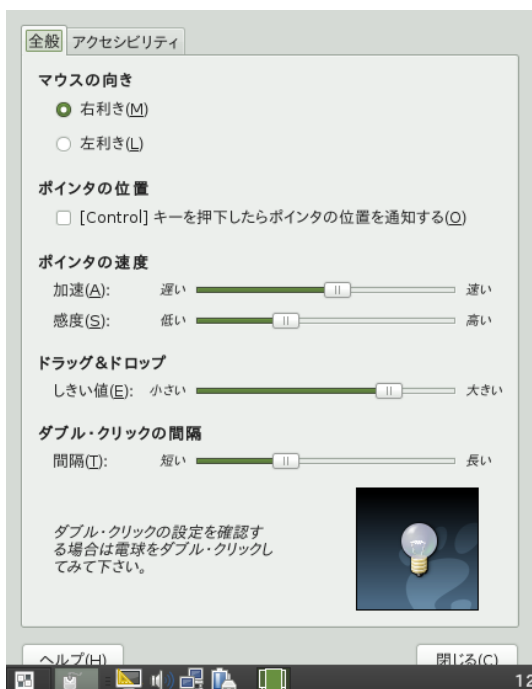 全般 アクセシビリティ
マウスの向き
右利き(M)
左利き(L)
ポインタの位置
[Control] キーを押下したらポインタの位置を通知する(O)
ポインタの速度
加速(A): 遅い 速い
感度(S): 低い 高い
ドラッグ&ドロップ
しきい値(E): 小さい 大きい
ダブル・クリックの間隔
間隔(T): 短い 長い
ダブル・クリックの設定を確認す
る場合は電球をダブル・クリックし
てみて下さい。
ヘルプ(H) 閉じる(C)
12